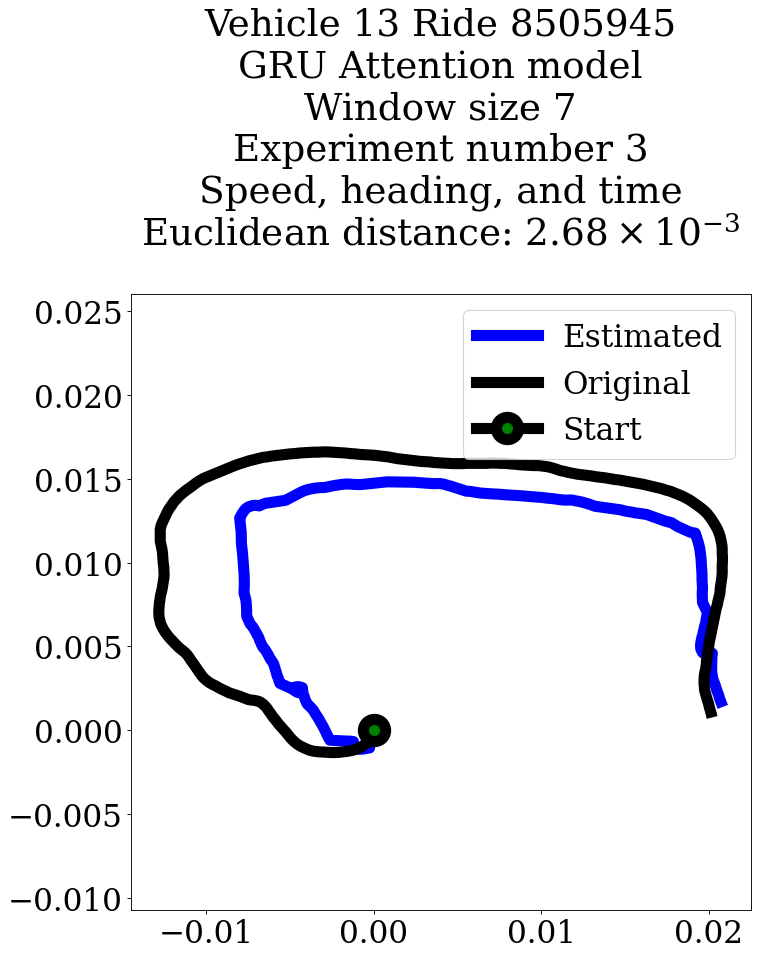 Vehicle 13 Ride 8505945
GRU Attention model
Window size 7
Experiment number 3
Speed, heading, and time
Euclidean distance: 2.68 × 10⁻³
Estimated
Original
Start
0.025
0.020
0.015
0.010
0.005
0.000
−0.005
−0.010
−0.01 0.00 0.01 0.02